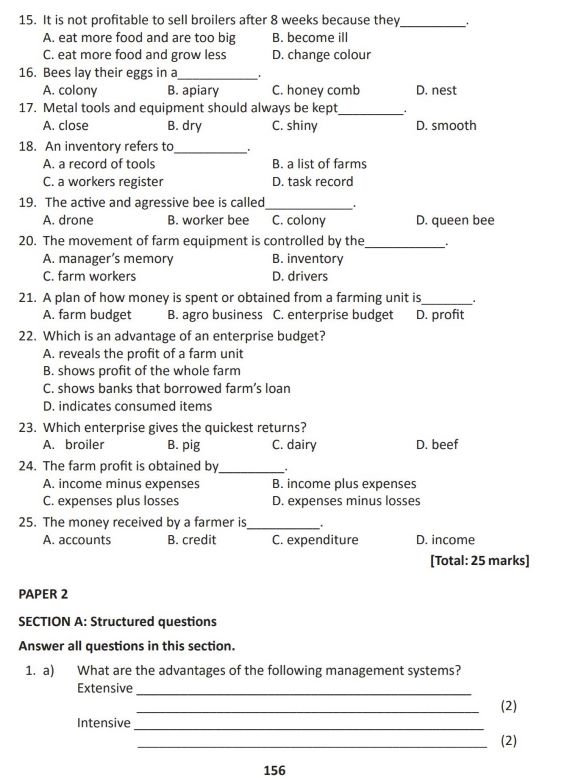 15. It is not profitable to sell broilers after 8 weeks because they__________.
A. eat more food and are too big B. become ill
C. eat more food and grow less D. change colour
16. Bees lay their eggs in a____________.
A. colony B. apiary C. honey comb D. nest
17. Metal tools and equipment should always be kept__________.
A. close B. dry C. shiny D. smooth
18. An inventory refers to___________.
A. a record of tools B. a list of farms
C. a workers register D. task record
19. The active and agressive bee is called_____________.
A. drone B. worker bee C. colony D. queen bee
20. The movement of farm equipment is controlled by the____________.
A. manager's memory B. inventory
C. farm workers D. drivers
21. A plan of how money is spent or obtained from a farming unit is_______.
A. farm budget B. agro business C. enterprise budget D. profit
22. Which is an advantage of an enterprise budget?
A. reveals the profit of a farm unit
B. shows profit of the whole farm
C. shows banks that borrowed farm's loan
D. indicates consumed items
23. Which enterprise gives the quickest returns?
A. broiler B. pig C. dairy D. beef
24. The farm profit is obtained by__________.
A. income minus expenses B. income plus expenses
C. expenses plus losses D. expenses minus losses
25. The money received by a farmer is___________.
A. accounts B. credit C. expenditure D. income
[Total: 25 marks]
PAPER 2
SECTION A: Structured questions
Answer all questions in this section.
1. a) What are the advantages of the following management systems?
Extensive ____________________
____________________ (2)
Intensive ____________________
____________________ (2)
156